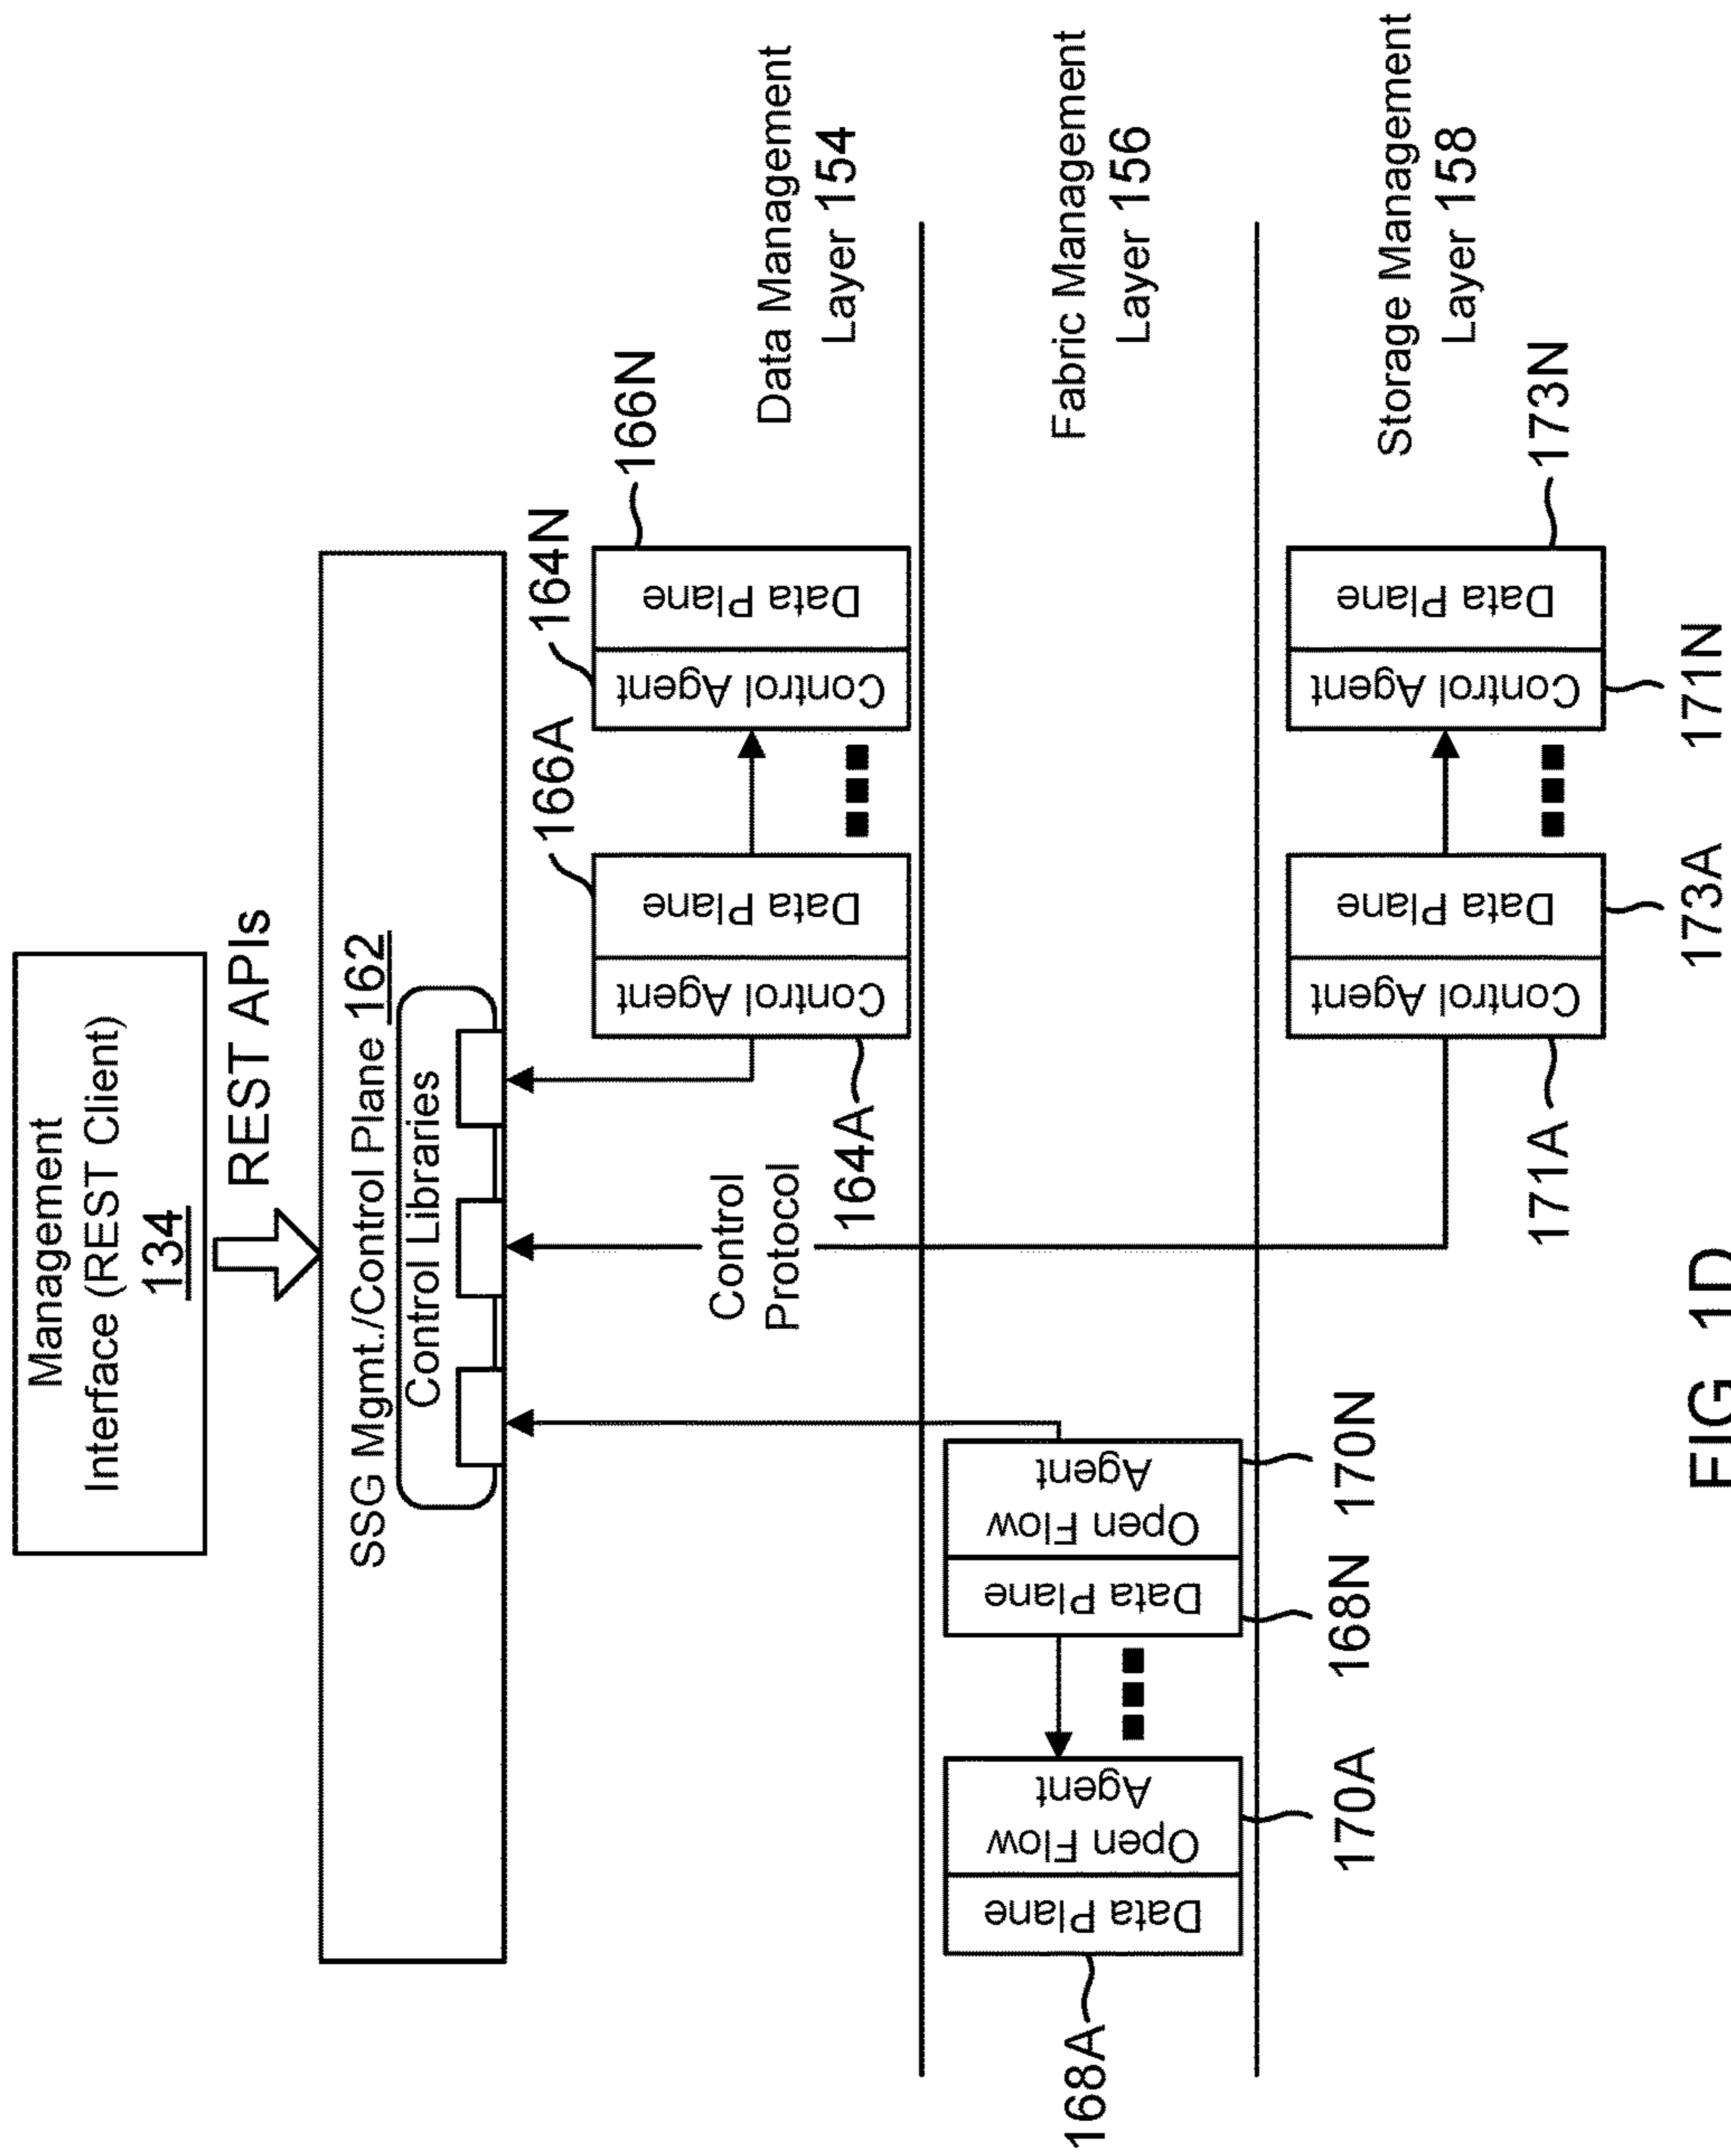 Management
Interface (REST Client)
134
REST APIs
SSG Mgmt./Control Plane 162
Control Libraries
Control
Protocol
166A
164N
166N
Control Agent
Data Plane
Control Agent
Data Plane
164A
Data Management
Layer 154
Data Plane
Open Flow
Agent
Data Plane
Open Flow
Agent
168A
170A
168N
170N
Fabric Management
Layer 156
Control Agent
Data Plane
Control Agent
Data Plane
171A
173A
171N
173N
Storage Management
Layer 158
FIG. 1D